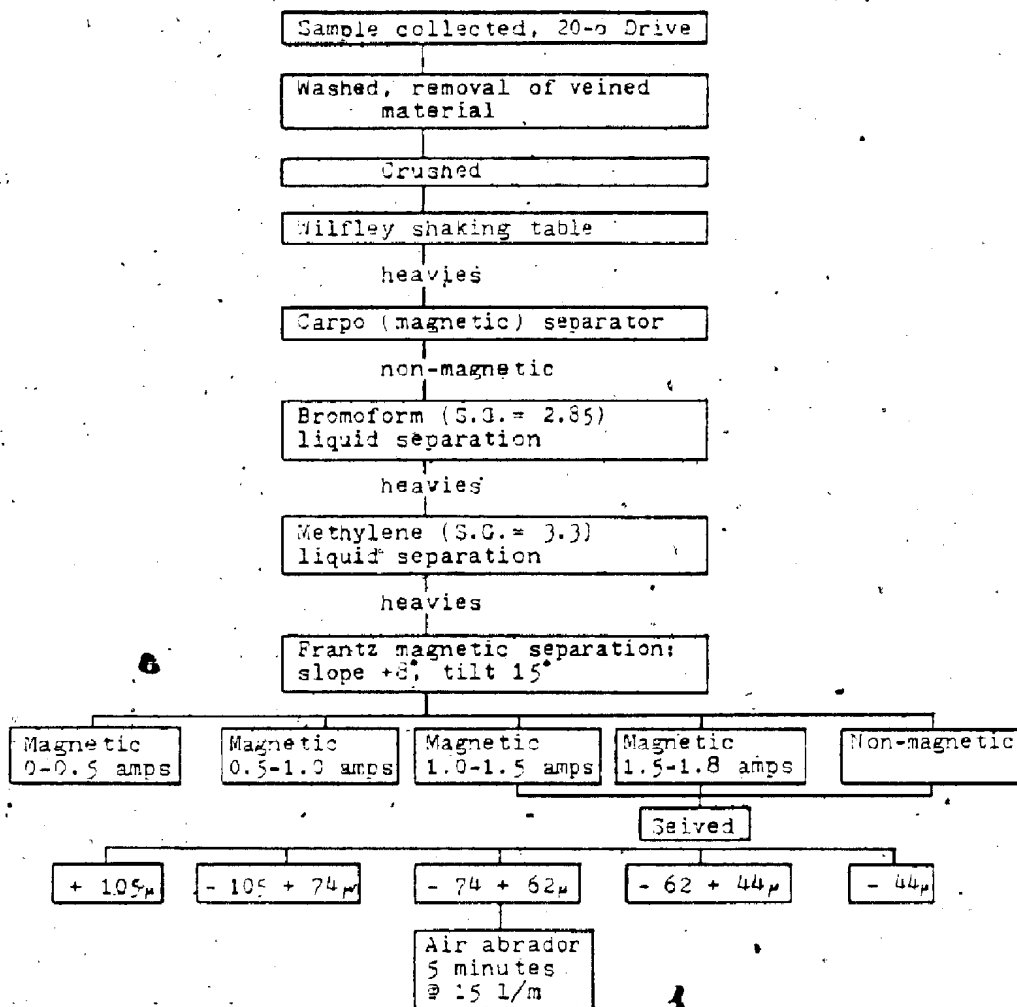 Sample collected, 20-6 Drive
Washed, removal of veined
material
Crushed
Wilfley shaking table
heavies
Carpo (magnetic) separator
non-magnetic
Bromoform (S.G.= 2.85)
liquid separation
heavies
Methylene (S.G.= 3.3)
liquid separation
heavies
Frantz magnetic separation:
slope +8°, tilt 15°
Magnetic
0-0.5 amps
Magnetic
0.5-1.0 amps
Magnetic
1.0-1.5 amps
Magnetic
1.5-1.8 amps
Non-magnetic
Seived
+ 105μ
- 105 + 74μ
- 74 + 62μ
- 62 + 44μ
- 44μ
Air abrador
5 minutes
@ 15 l/m